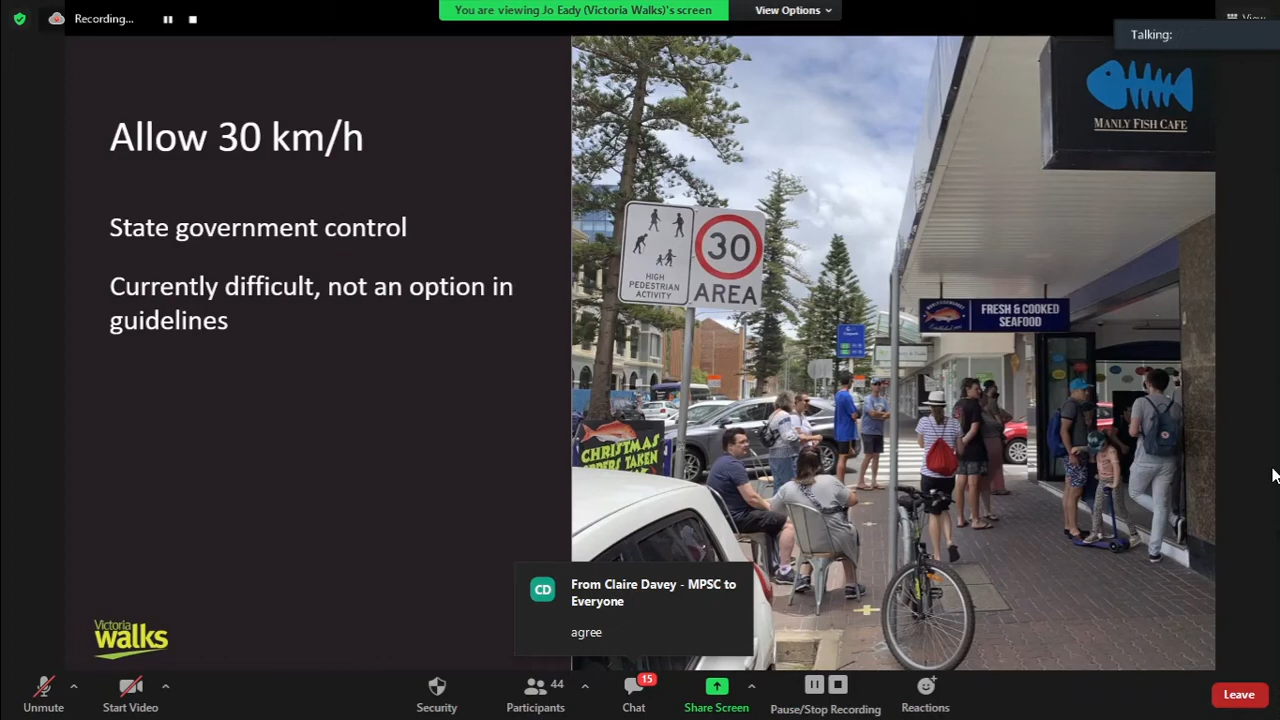 Recording...
You are viewing Jo Eady (Victoria Walks)'s screen
View Options
View
Talking:
Allow 30 km/h
State government control
Currently difficult, not an option in
guidelines
MANLY FISH CAFE
30
HIGH
PEDESTRIAN
ACTIVITY
AREA
FRESH & COOKED
SEAFOOD
CHRISTMAS
ORDERS TAKEN
CD
From Claire Davey - MPSC to
Everyone
agree
Victoria
walks
Unmute
Start Video
Security
44
Participants
15
Chat
Share Screen
Pause/Stop Recording
Reactions
Leave